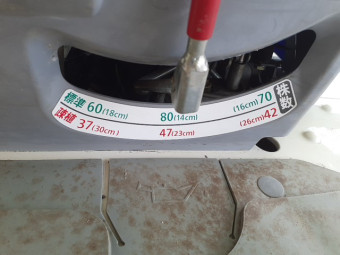 標準 60(18cm) 80(14cm) (16cm)70
疎植 37(30cm) 47(23cm) (26cm)42
株数